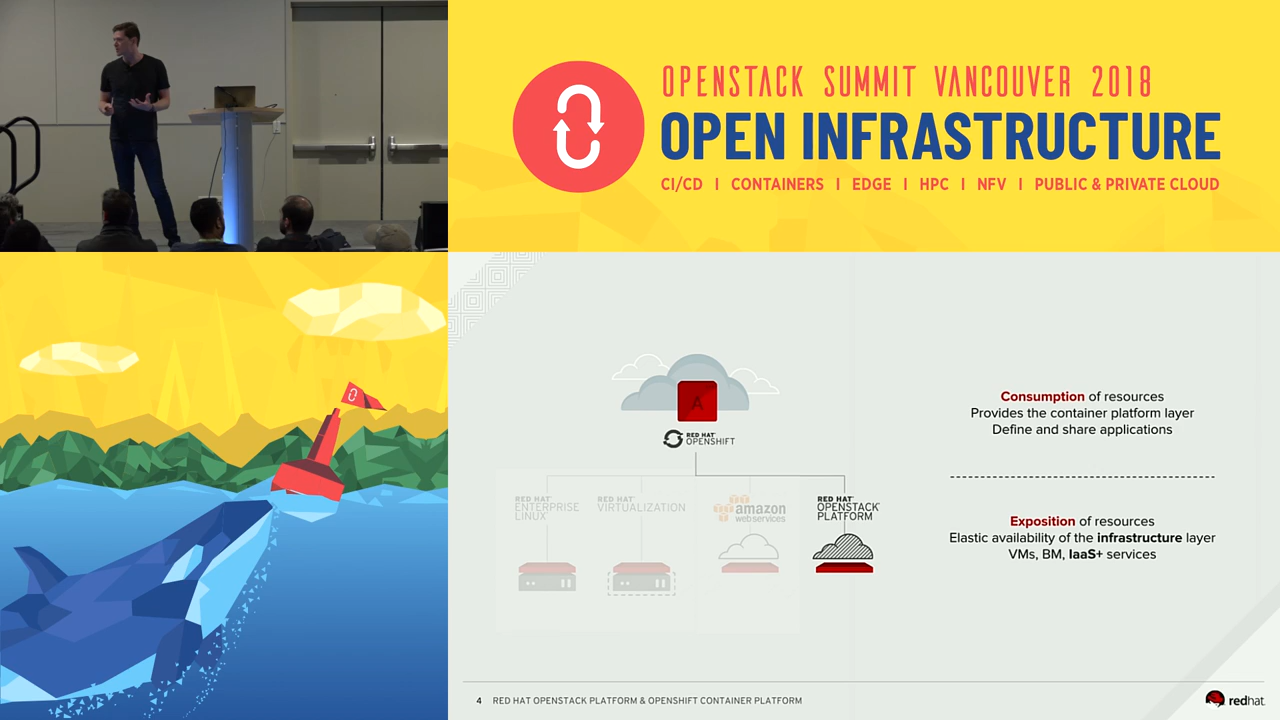 OPENSTACK SUMMIT VANCOUVER 2018
OPEN INFRASTRUCTURE
CI/CD | CONTAINERS | EDGE | HPC | NFV | PUBLIC & PRIVATE CLOUD
A
RED HAT
OPENSHIFT
RED HAT
ENTERPRISE
LINUX
RED HAT
VIRTUALIZATION
amazon
web services
RED HAT
OPENSTACK
PLATFORM
Consumption of resources
Provides the container platform layer
Define and share applications
Exposition of resources
Elastic availability of the infrastructure layer
VMs, BM, IaaS+ services
4 RED HAT OPENSTACK PLATFORM & OPENSHIFT CONTAINER PLATFORM
redhat.